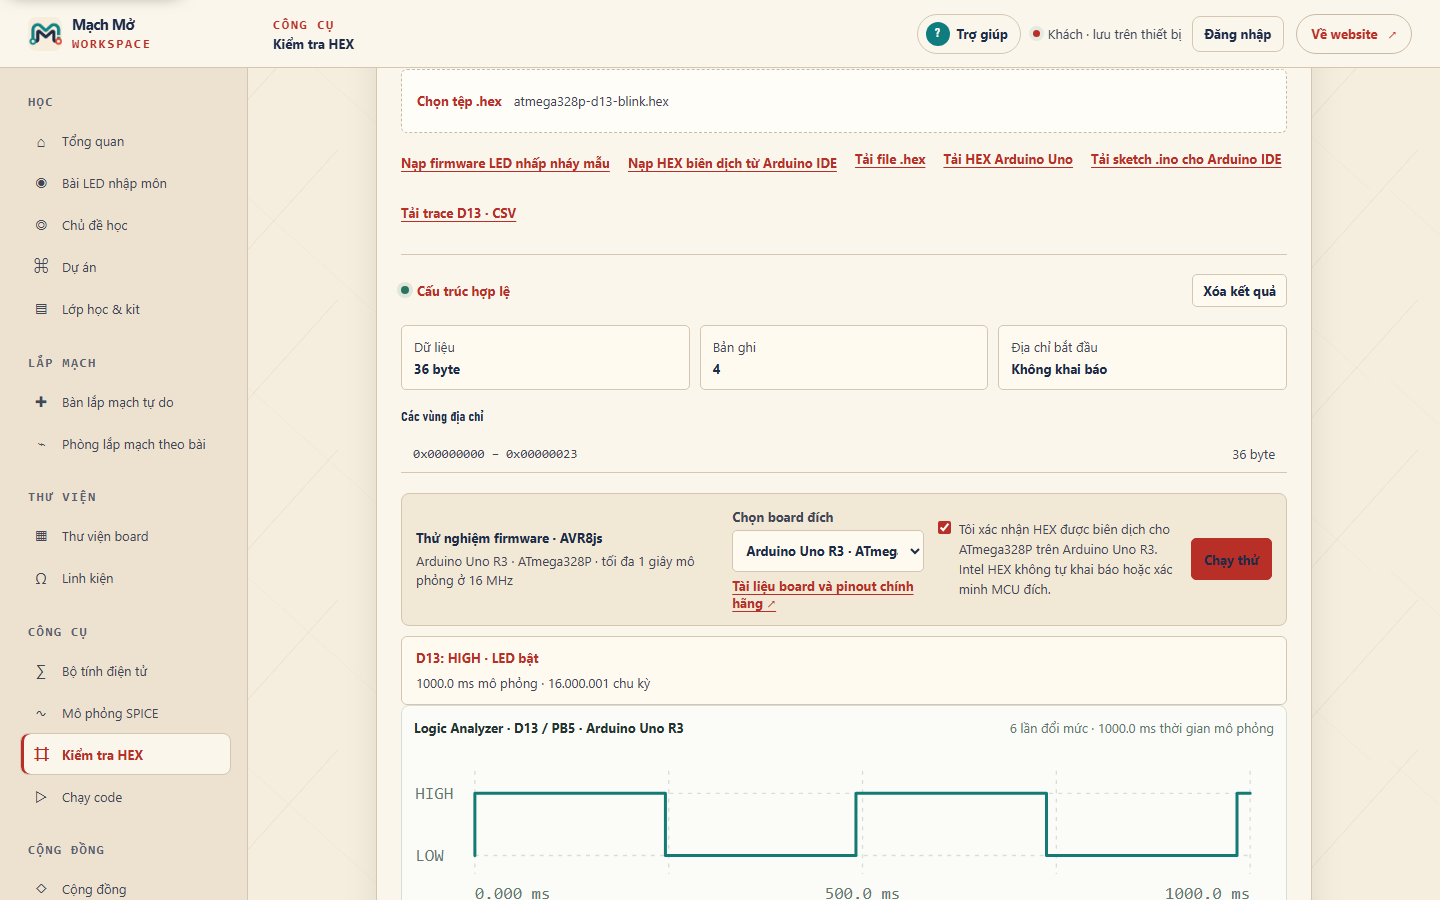 Mạch Mở
WORKSPACE
CÔNG CỤ
Kiểm tra HEX
? Trợ giúp
Khách · lưu trên thiết bị
Đăng nhập
Về website ↗
HỌC
Tổng quan
Bài LED nhập môn
Chủ đề học
Dự án
Lớp học & kit
LẮP MẠCH
Bàn lắp mạch tự do
Phòng lắp mạch theo bài
THƯ VIỆN
Thư viện board
Linh kiện
CÔNG CỤ
Bộ tính điện tử
Mô phỏng SPICE
Kiểm tra HEX
Chạy code
CỘNG ĐỒNG
Cộng đồng
Chọn tệp .hex atmega328p-d13-blink.hex
Nạp firmware LED nhấp nháy mẫu
Nạp HEX biên dịch từ Arduino IDE
Tải file .hex
Tải HEX Arduino Uno
Tải sketch .ino cho Arduino IDE
Tải trace D13 · CSV
Cấu trúc hợp lệ
Xóa kết quả
Dữ liệu
36 byte
Bản ghi
4
Địa chỉ bắt đầu
Không khai báo
Các vùng địa chỉ
0x00000000 – 0x00000023
36 byte
Thử nghiệm firmware · AVR8js
Arduino Uno R3 · ATmega328P · tối đa 1 giây mô
phỏng ở 16 MHz
Chọn board đích
Arduino Uno R3 · ATmeg
Tài liệu board và pinout chính
hãng ↗
Tôi xác nhận HEX được biên dịch cho
ATmega328P trên Arduino Uno R3.
Intel HEX không tự khai báo hoặc xác
minh MCU đích.
Chạy thử
D13: HIGH · LED bật
1000.0 ms mô phỏng · 16.000.001 chu kỳ
Logic Analyzer · D13 / PB5 · Arduino Uno R3
6 lần đổi mức · 1000.0 ms thời gian mô phỏng
HIGH
LOW
0.000 ms
500.0 ms
1000.0 ms